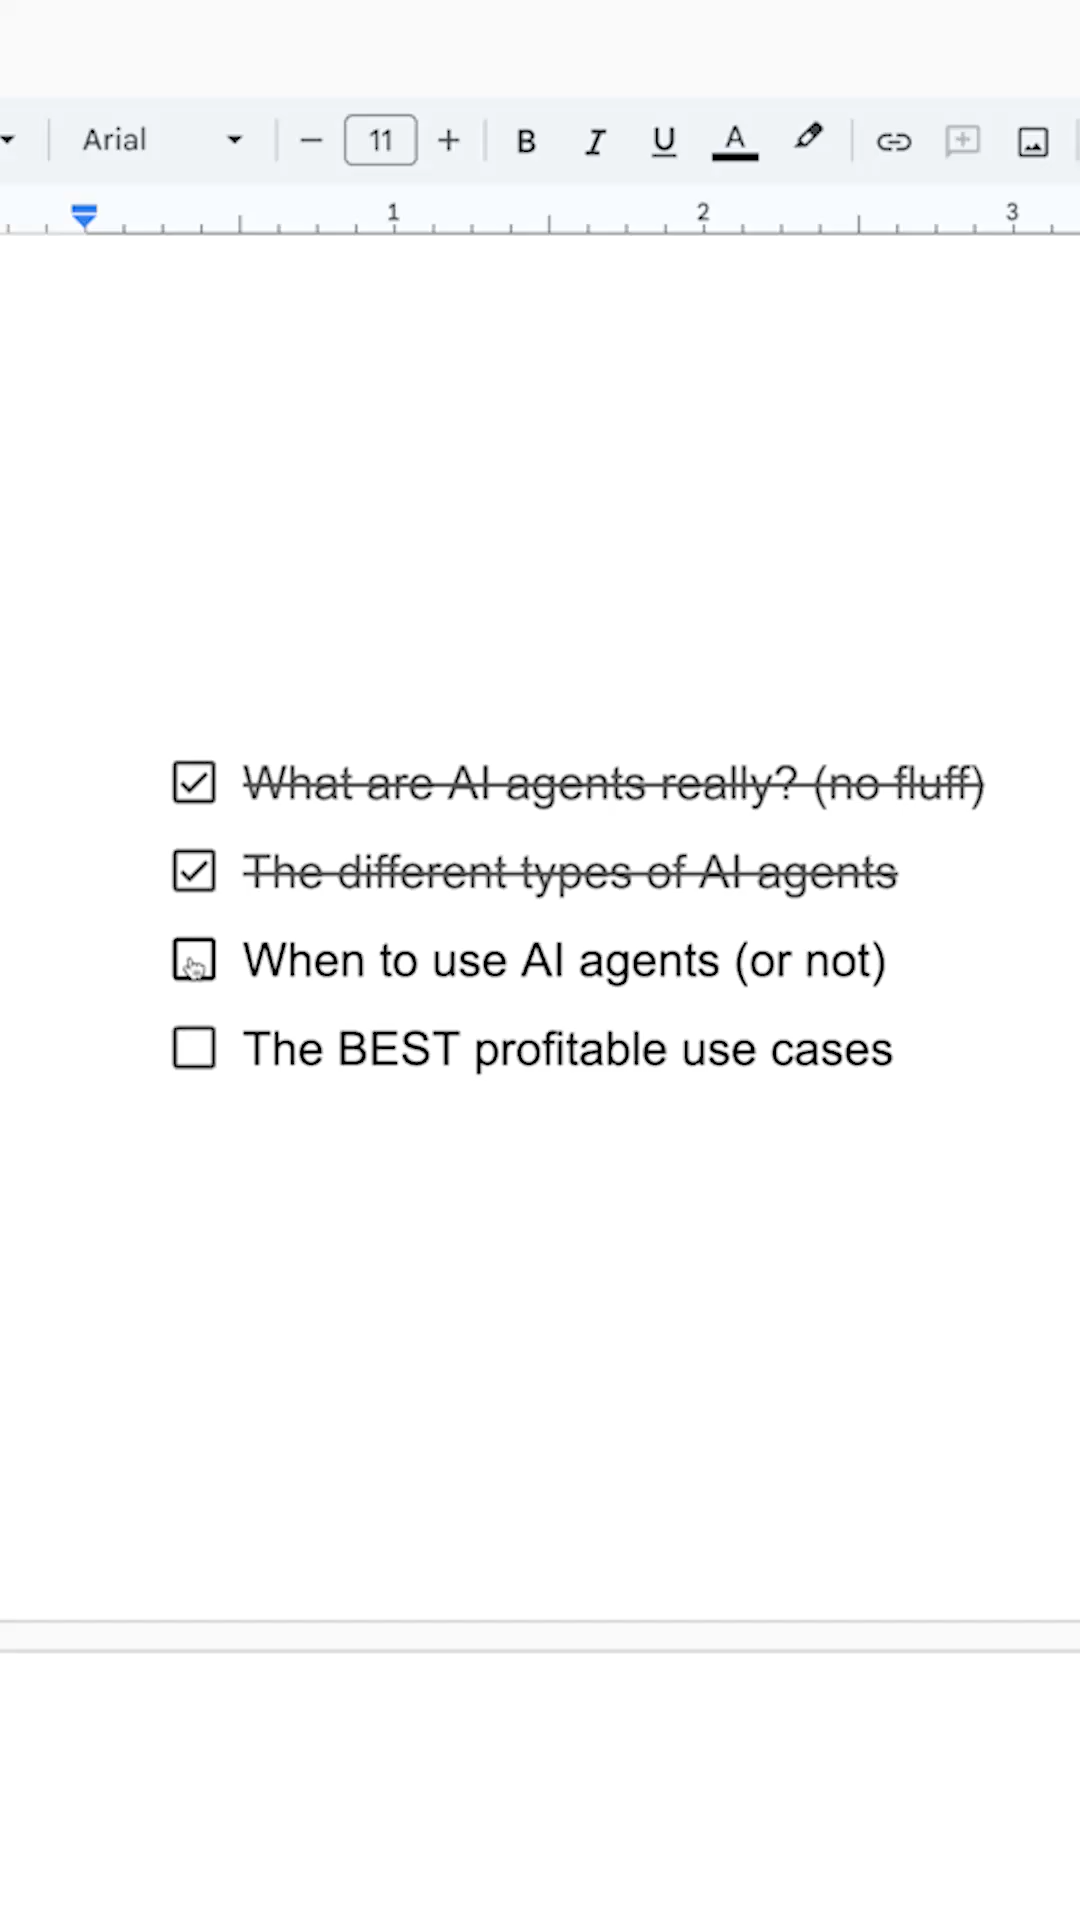 Arial 11 B I U A
1 2 3
What are AI agents really? (no fluff)
The different types of AI agents
When to use AI agents (or not)
The BEST profitable use cases